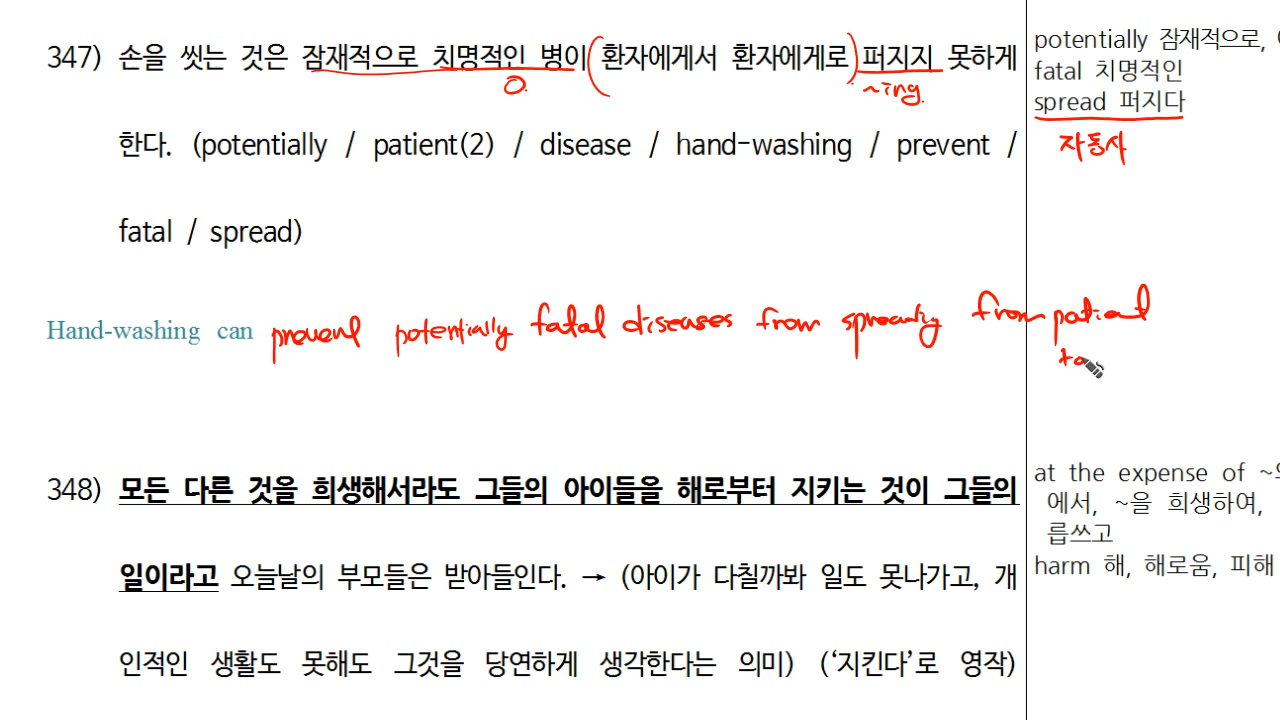 347) 손을 씻는 것은 잠재적으로 치명적인 병이 (환자에게서 환자에게로) 퍼지지 못하게
O.
~ing.
한다. (potentially / patient(2) / disease / hand-washing / prevent /
fatal / spread)
Hand-washing can prevent potentially fatal diseases from spreading from patient
to
348) 모든 다른 것을 희생해서라도 그들의 아이들을 해로부터 지키는 것이 그들의
일이라고 오늘날의 부모들은 받아들인다. → (아이가 다칠까봐 일도 못나가고, 개
인적인 생활도 못해도 그것을 당연하게 생각한다는 의미) (‘지킨다’로 영작)
potentially 잠재적으로,
fatal 치명적인
spread 퍼지다
자동사
at the expense of ~의
에서, ~을 희생하여,
릅쓰고
harm 해, 해로움, 피해